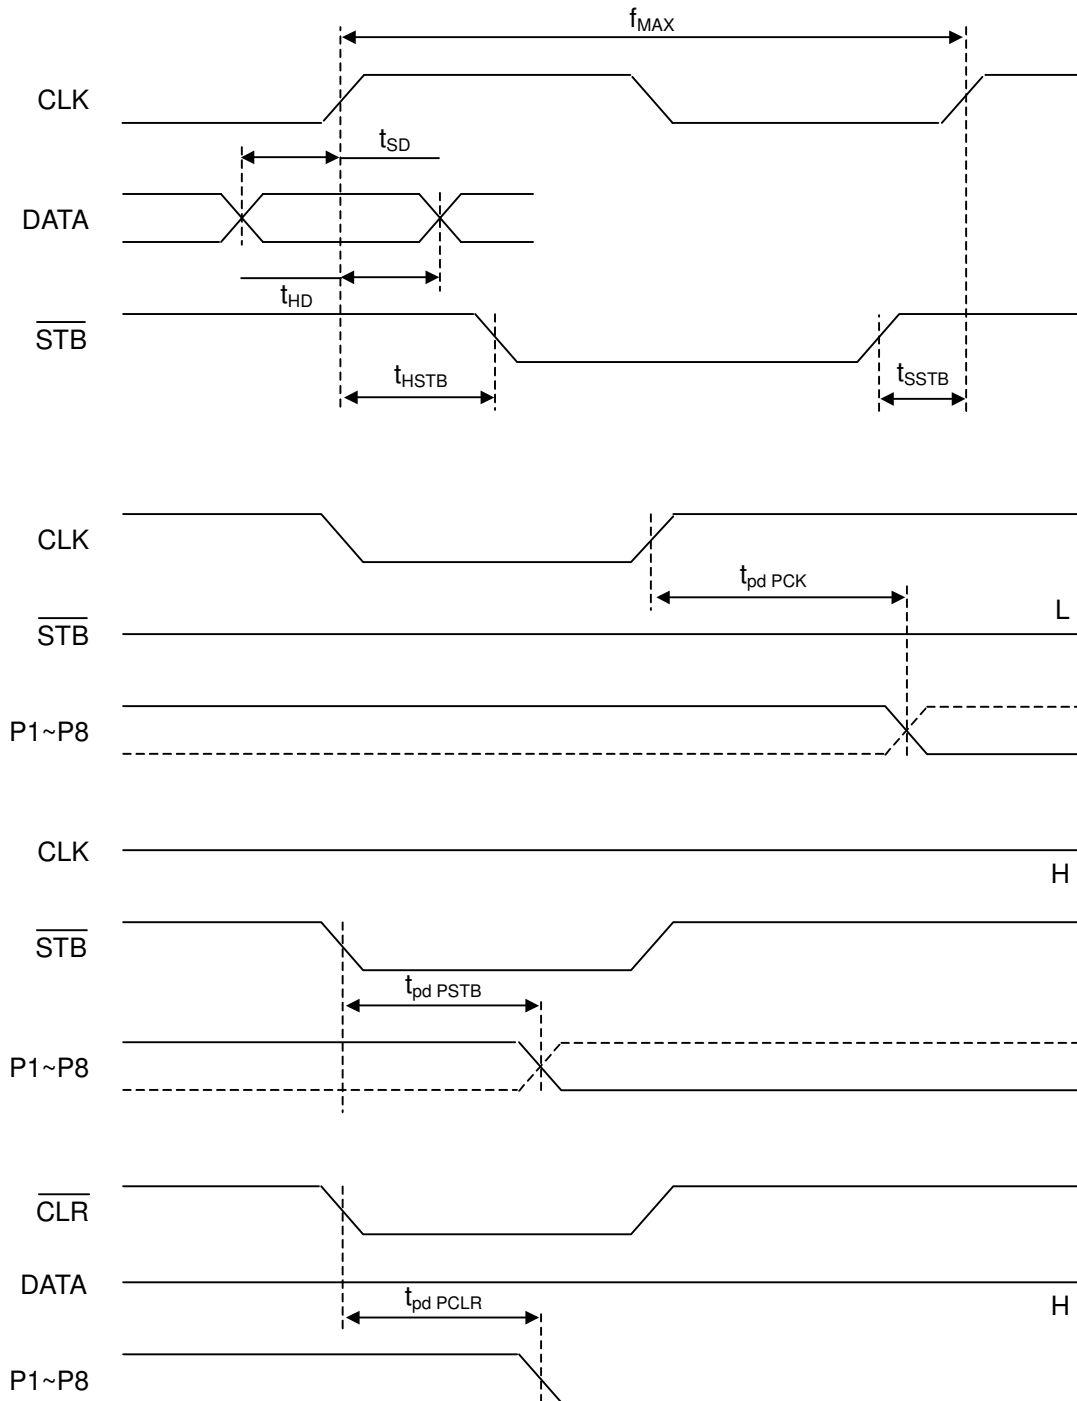 fMAX
CLK
tSD
DATA
tHD
STB
tHSTB
tSSTB
CLK
tpd PCK
L
STB
P1~P8
CLK
H
STB
tpd PSTB
P1~P8
CLR
DATA
H
tpd PCLR
P1~P8